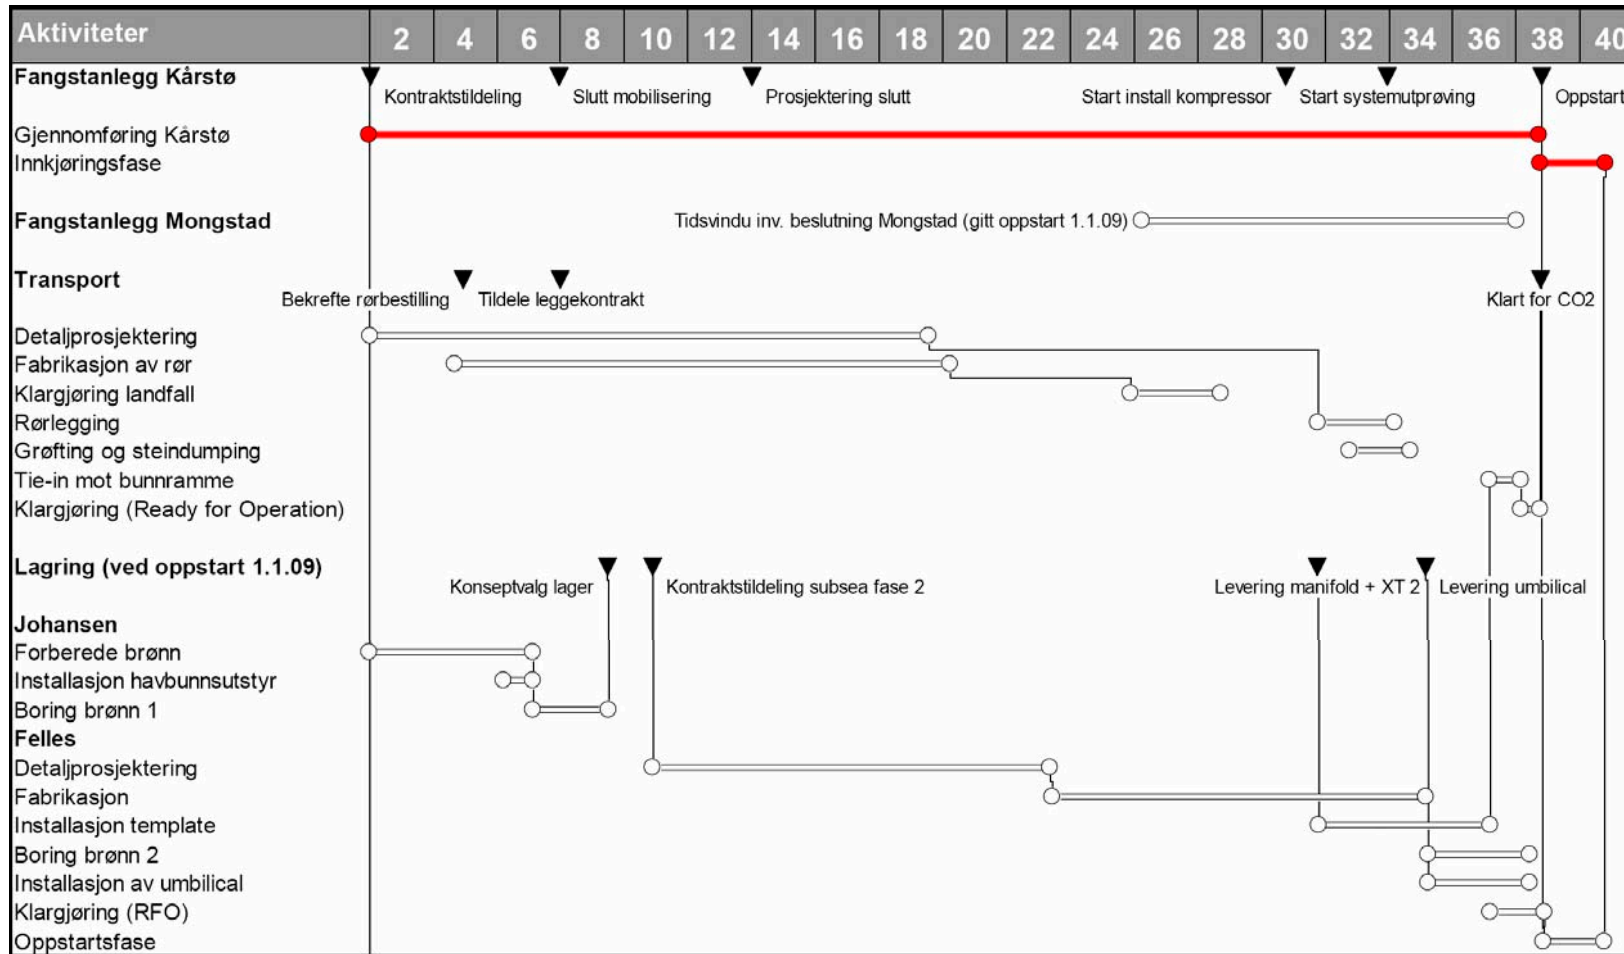 Aktiviteter 2 4 6 8 10 12 14 16 18 20 22 24 26 28 30 32 34 36 38 40
Fangstanlegg Kårstø
Kontraktstildeling Slutt mobilisering Prosjektering slutt Start install kompressor Start systemutprøving Oppstart
Gjennomføring Kårstø
Innkjøringsfase
Fangstanlegg Mongstad Tidsvindu inv. beslutning Mongstad (gitt oppstart 1.1.09)
Transport
Bekrefte rørbestilling Tildele leggekontrakt Klart for CO2
Detaljprosjektering
Fabrikasjon av rør
Klargjøring landfall
Rørlegging
Grøfting og steindumping
Tie-in mot bunnramme
Klargjøring (Ready for Operation)
Lagring (ved oppstart 1.1.09)
Konseptvalg lager Kontraktstildeling subsea fase 2 Levering manifold + XT 2 Levering umbilical
Johansen
Forberede brønn
Installasjon havbunnsutstyr
Boring brønn 1
Felles
Detaljprosjektering
Fabrikasjon
Installasjon template
Boring brønn 2
Installasjon av umbilical
Klargjøring (RFO)
Oppstartsfase